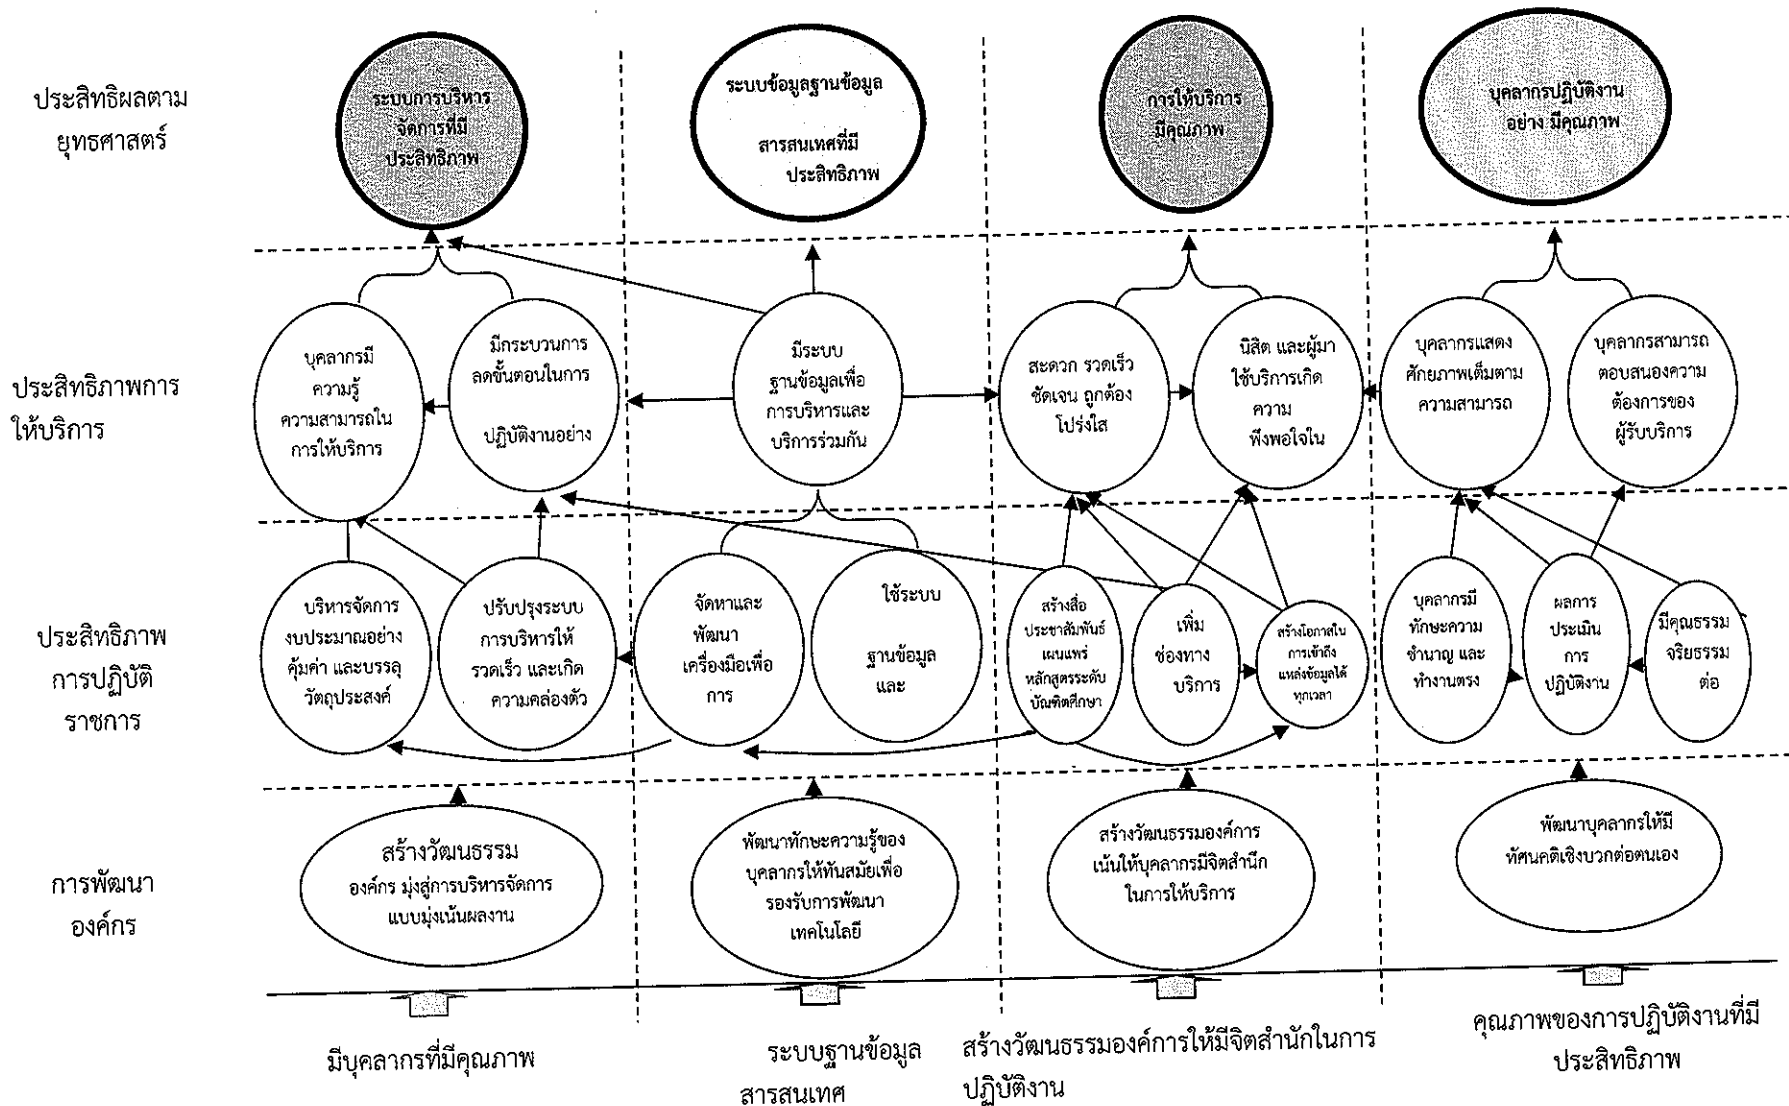 ประสิทธิผลตาม
ยุทธศาสตร์
ระบบการบริหาร
จัดการที่มี
ประสิทธิภาพ
ระบบข้อมูลฐานข้อมูล
สารสนเทศที่มี
ประสิทธิภาพ
การให้บริการ
มีคุณภาพ
บุคลากรปฏิบัติงาน
อย่าง มีคุณภาพ
ประสิทธิภาพการ
ให้บริการ
บุคลากรมี
ความรู้
ความสามารถใน
การให้บริการ
มีกระบวนการ
ลดขั้นตอนในการ
ปฏิบัติงานอย่าง
มีระบบ
ฐานข้อมูลเพื่อ
การบริหารและ
บริการร่วมกัน
สะดวก รวดเร็ว
ชัดเจน ถูกต้อง
โปร่งใส
นิสิต และผู้มา
ใช้บริการเกิด
ความ
พึงพอใจใน
บุคลากรแสดง
ศักยภาพเต็มตาม
ความสามารถ
บุคลากรสามารถ
ตอบสนองความ
ต้องการของ
ผู้รับบริการ
ประสิทธิภาพ
การปฏิบัติ
ราชการ
บริหารจัดการ
งบประมาณอย่าง
คุ้มค่า และบรรลุ
วัตถุประสงค์
ปรับปรุงระบบ
การบริหารให้
รวดเร็ว และเกิด
ความคล่องตัว
จัดหาและ
พัฒนา
เครื่องมือเพื่อ
การ
ใช้ระบบ
ฐานข้อมูล
และ
สร้างสื่อ
ประชาสัมพันธ์
เผนแพร่
หลักสูตรระดับ
บัณฑิตศึกษา
เพิ่ม
ช่องทาง
บริการ
สร้างโอกาสใน
การเข้าถึง
แหล่งข้อมูลได้
ทุกเวลา
บุคลากรมี
ทักษะความ
ชำนาญ และ
ทำงานตรง
ผลการ
ประเมิน
การ
ปฏิบัติงาน
มีคุณธรรม
จริยธรรม
ต่อ
การพัฒนา
องค์กร
สร้างวัฒนธรรม
องค์กร มุ่งสู่การบริหารจัดการ
แบบมุ่งเน้นผลงาน
พัฒนาทักษะความรู้ของ
บุคลากรให้ทันสมัยเพื่อ
รองรับการพัฒนา
เทคโนโลยี
สร้างวัฒนธรรมองค์การ
เน้นให้บุคลากรมีจิตสำนึก
ในการให้บริการ
พัฒนาบุคลากรให้มี
ทัศนคติเชิงบวกต่อตนเอง
มีบุคลากรที่มีคุณภาพ
ระบบฐานข้อมูล
สารสนเทศ
สร้างวัฒนธรรมองค์การให้มีจิตสำนักในการ
ปฏิบัติงาน
คุณภาพของการปฏิบัติงานที่มี
ประสิทธิภาพ